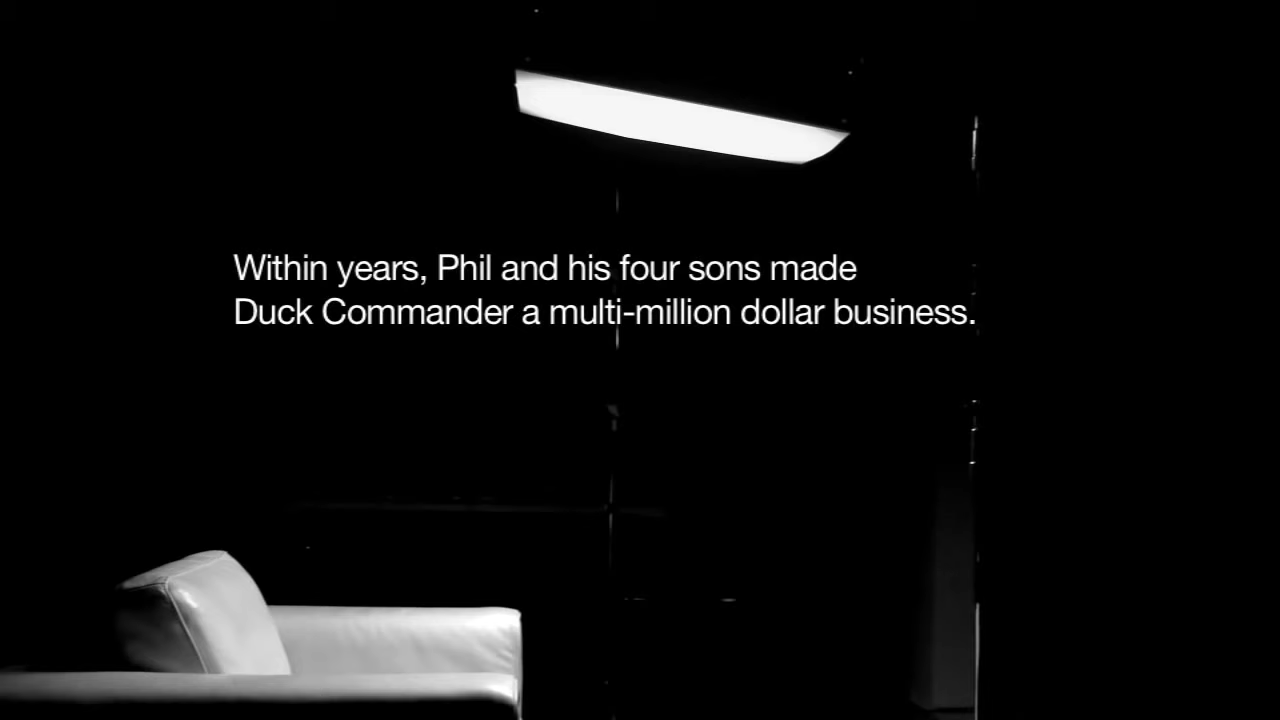 Within years, Phil and his four sons made
Duck Commander a multi-million dollar business.